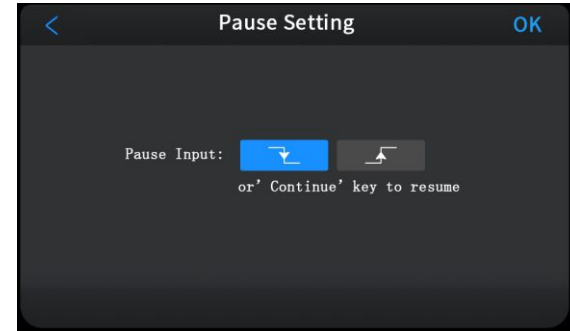 Pause Setting
OK
Pause Input:
or’ Continue’ key to resume